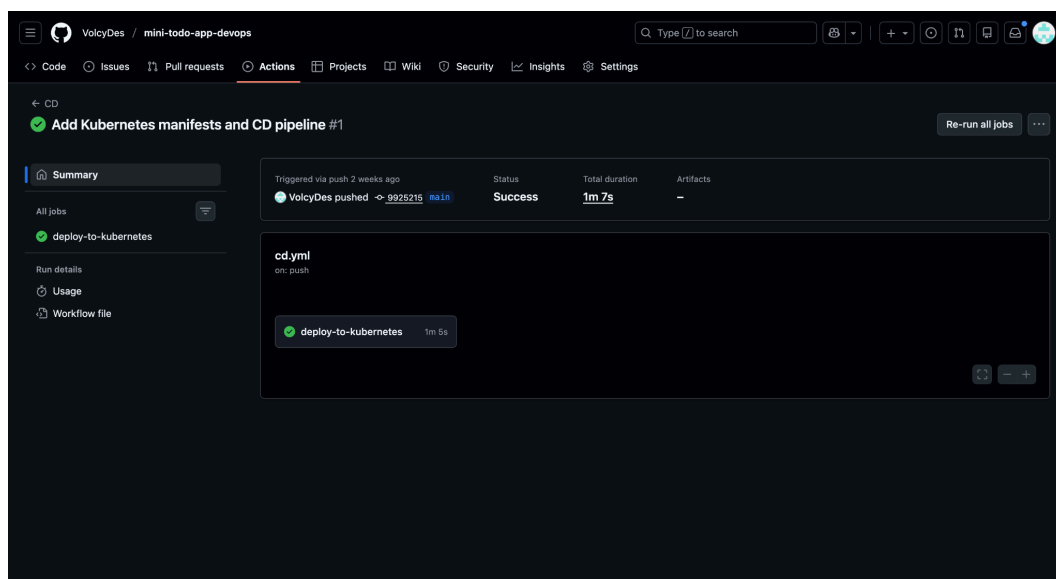 VolcyDes / mini-todo-app-devops
Type / to search
Code
Issues
Pull requests
Actions
Projects
Wiki
Security
Insights
Settings
← CD
Add Kubernetes manifests and CD pipeline #1
Re-run all jobs
Summary
All jobs
deploy-to-kubernetes
Run details
Usage
Workflow file
Triggered via push 2 weeks ago
VolcyDes pushed 9925215 main
Status
Success
Total duration
1m 7s
Artifacts
–
cd.yml
on: push
deploy-to-kubernetes 1m 5s